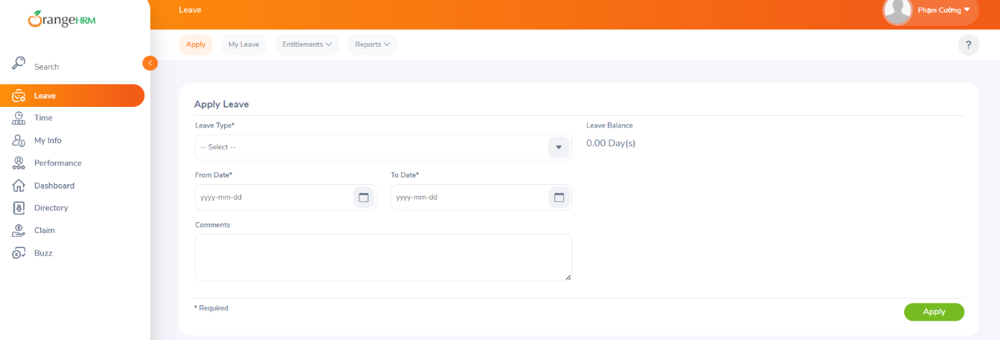 OrangeHRM
Search
Leave
Time
My Info
Performance
Dashboard
Directory
Claim
Buzz
Leave
Phạm Cường
Apply
My Leave
Entitlements
Reports
?
Apply Leave
Leave Type*
-- Select --
Leave Balance
0.00 Day(s)
From Date*
yyyy-mm-dd
To Date*
yyyy-mm-dd
Comments
* Required
Apply